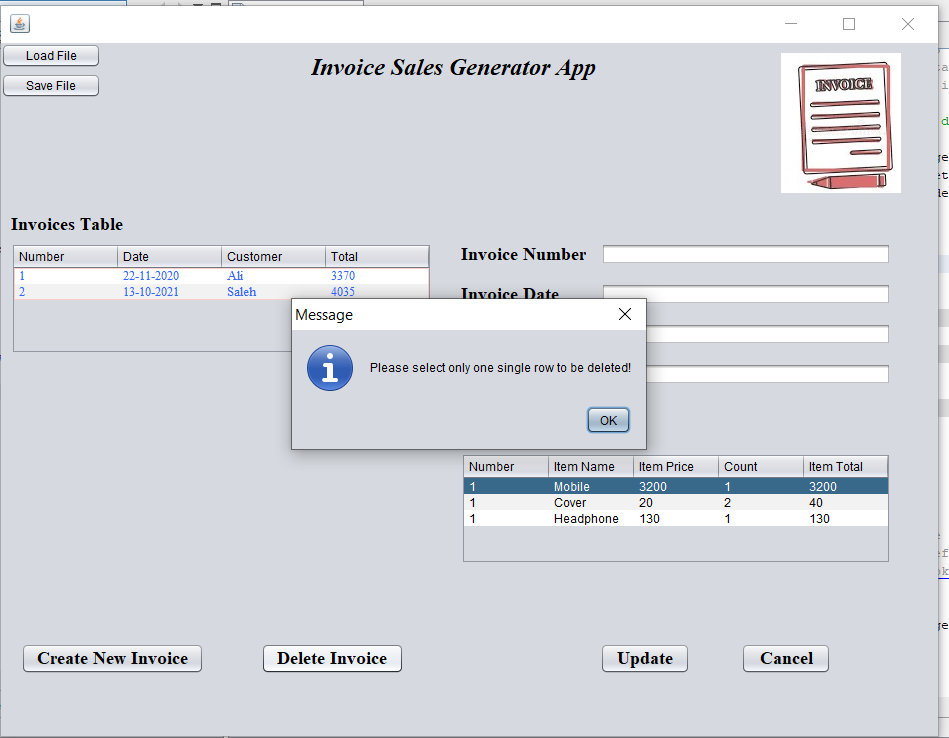 Load File
Save File
Invoice Sales Generator App
INVOICE
Invoices Table
Number Date Customer Total
1 22-11-2020 Ali 3370
2 13-10-2021 Saleh 4035
Invoice Number
Invoice Date
Message
Please select only one single row to be deleted!
OK
Number Item Name Item Price Count Item Total
1 Mobile 3200 1 3200
1 Cover 20 2 40
1 Headphone 130 1 130
Create New Invoice Delete Invoice Update Cancel